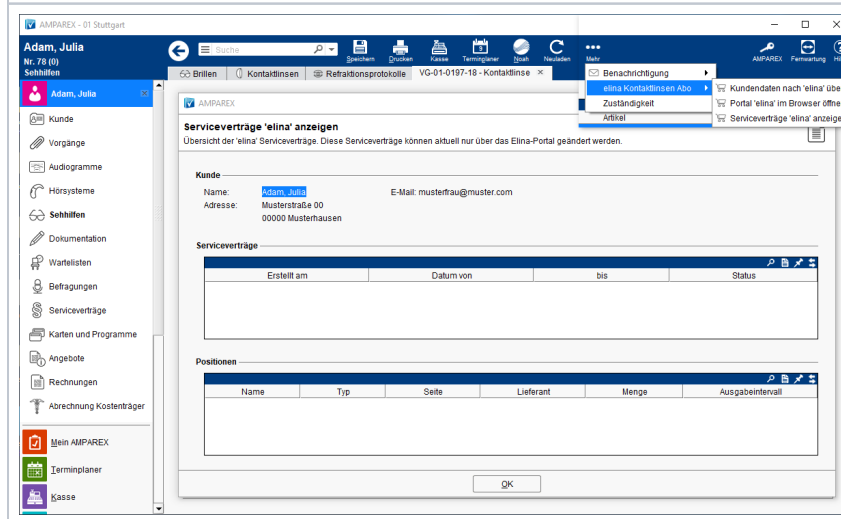 AMPAREX - 01 Stuttgart
Adam, Julia
Nr. 78 (0)
Sehhilfen
Suche
Speichern Drucken Kasse Terminplaner Noah Neuladen Mehr AMPAREX Fernwartung
Brillen Kontaktlinsen Refraktionsprotokolle VG-01-0197-18 - Kontaktlinse
Benachrichtigung
elina Kontaktlinsen Abo
Zuständigkeit
Artikel
Kundendaten nach 'elina' übe
Portal 'elina' im Browser öffne
Serviceverträge 'elina' anzeige
Adam, Julia
Kunde
Vorgänge
Audiogramme
Hörsysteme
Sehhilfen
Dokumentation
Wartelisten
Befragungen
Serviceverträge
Karten und Programme
Angebote
Rechnungen
Abrechnung Kostenträger
Mein AMPAREX
Terminplaner
Kasse
AMPAREX
Serviceverträge 'elina' anzeigen
Übersicht der 'elina' Serviceverträge. Diese Serviceverträge können aktuell nur über das Elina-Portal geändert werden.
Kunde
Name: Adam, Julia E-Mail: musterfrau@muster.com
Adresse: Musterstraße 00
00000 Musterhausen
Serviceverträge
Erstellt am Datum von bis Status
Positionen
Name Typ Seite Lieferant Menge Ausgabeintervall
OK